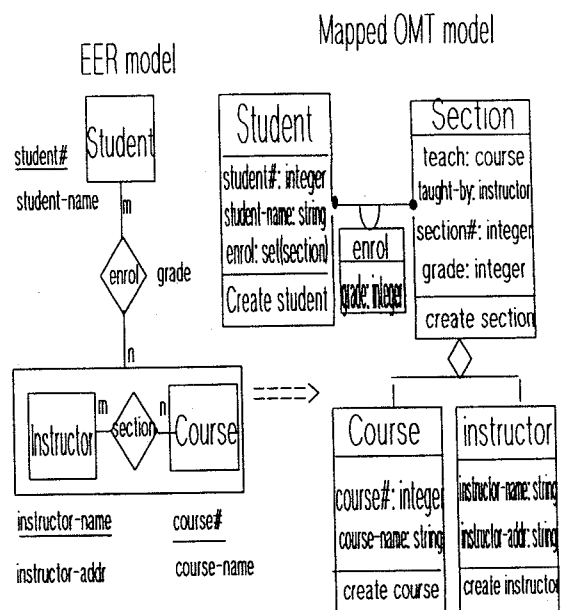 EER model
Mapped OMT model
Student
student#
student-name
m
enrol
grade
n
Instructor
m
section
n
Course
instructor-name
instructor-addr
course#
course-name
Student
student#: integer
student-name: string
enrol: set(section)
Create student
enrol
grade: integer
Section
teach: course
taught-by: instructor
section#: integer
grade: integer
create section
Course
course#: integer
course-name: string
create course
instructor
instructor-name: string
instructor-addr: string
create instructor